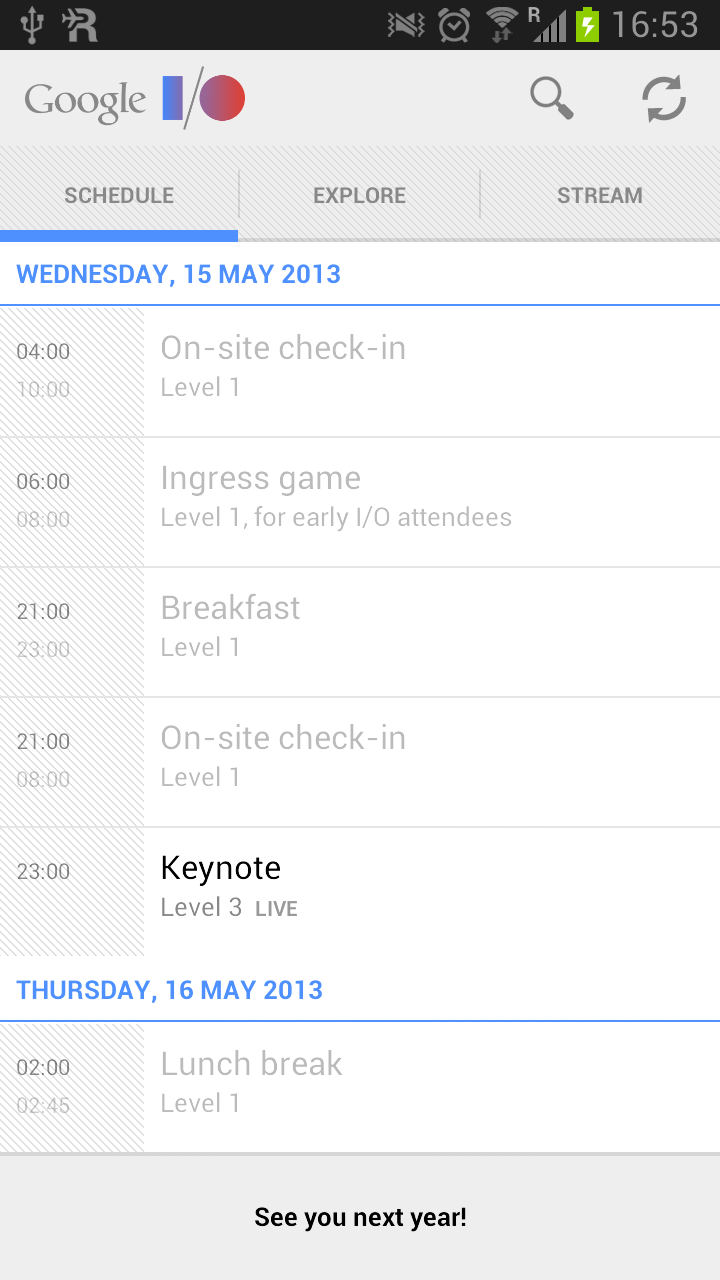 R 16:53
Google I/O
SCHEDULE EXPLORE STREAM
WEDNESDAY, 15 MAY 2013
04:00 On-site check-in
10:00 Level 1
06:00 Ingress game
08:00 Level 1, for early I/O attendees
21:00 Breakfast
23:00 Level 1
21:00 On-site check-in
08:00 Level 1
23:00 Keynote
Level 3 LIVE
THURSDAY, 16 MAY 2013
02:00 Lunch break
02:45 Level 1
See you next year!